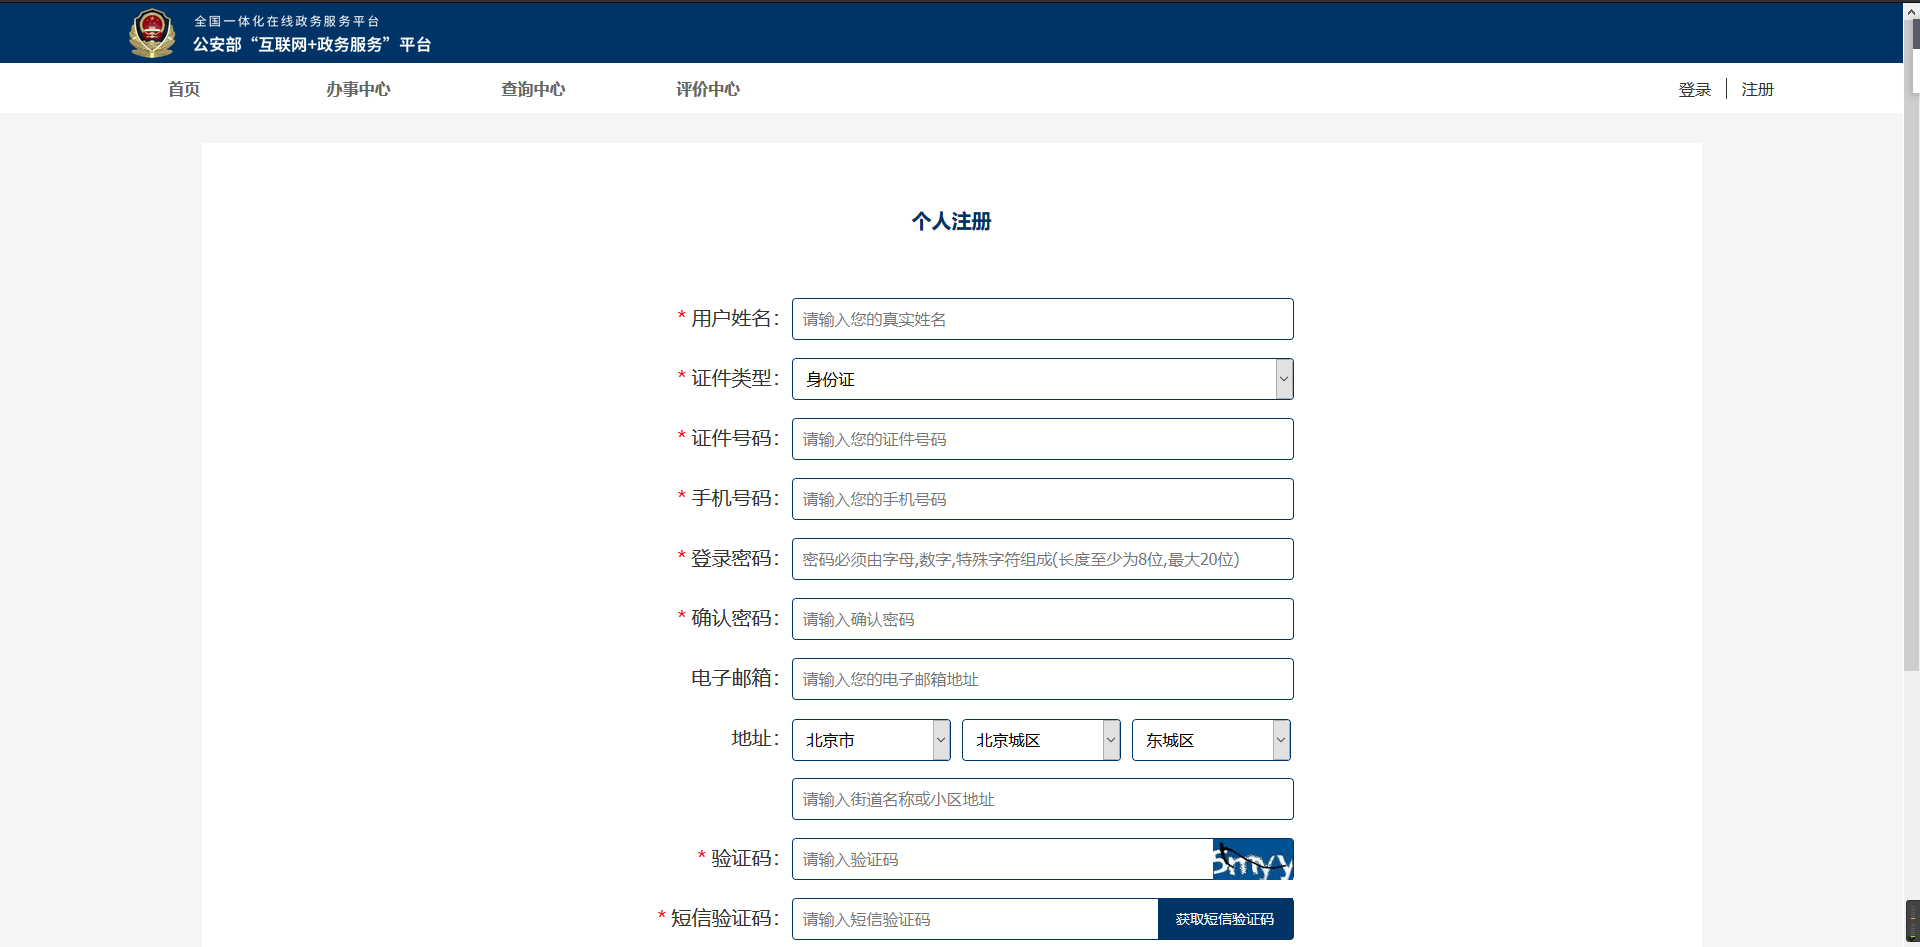 全国一体化在线政务服务平台
公安部“互联网+政务服务”平台
首页 办事中心 查询中心 评价中心 登录 注册
个人注册
* 用户姓名： 请输入您的真实姓名
* 证件类型： 身份证
* 证件号码： 请输入您的证件号码
* 手机号码： 请输入您的手机号码
* 登录密码： 密码必须由字母,数字,特殊字符组成(长度至少为8位,最大20位)
* 确认密码： 请输入确认密码
电子邮箱： 请输入您的电子邮箱地址
地址： 北京市 北京城区 东城区
请输入街道名称或小区地址
* 验证码： 请输入验证码
* 短信验证码： 请输入短信验证码 获取短信验证码